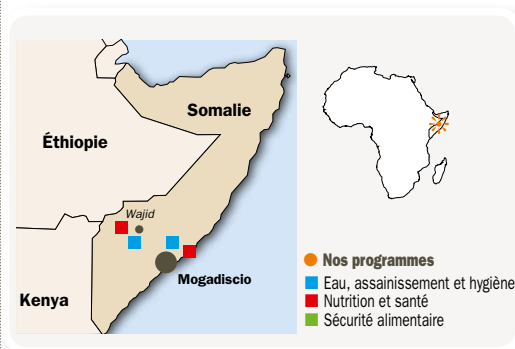 Somalie
Éthiopie
Wajid
Mogadiscio
Kenya
Nos programmes
Eau, assainissement et hygiène
Nutrition et santé
Sécurité alimentaire